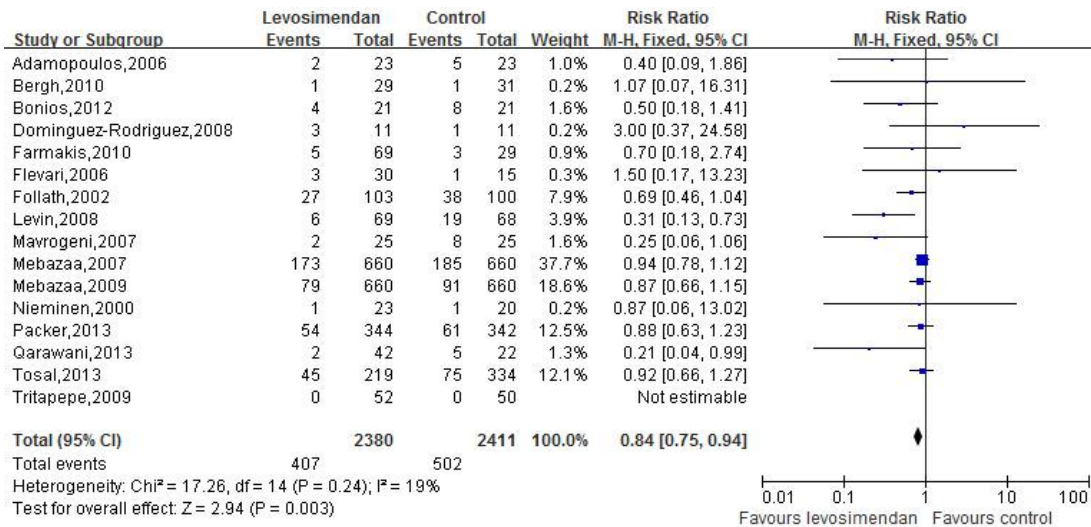 Levosimendan Control Risk Ratio Risk Ratio
Study or Subgroup Events Total Events Total Weight M-H, Fixed, 95% CI M-H, Fixed, 95% CI
Adamopoulos,2006 2 23 5 23 1.0% 0.40 [0.09, 1.86]
Bergh,2010 1 29 1 31 0.2% 1.07 [0.07, 16.31]
Bonios,2012 4 21 8 21 1.6% 0.50 [0.18, 1.41]
Dominguez-Rodriguez,2008 3 11 1 11 0.2% 3.00 [0.37, 24.58]
Farmakis,2010 5 69 3 29 0.9% 0.70 [0.18, 2.74]
Flevari,2006 3 30 1 15 0.3% 1.50 [0.17, 13.23]
Follath,2002 27 103 38 100 7.9% 0.69 [0.46, 1.04]
Levin,2008 6 69 19 68 3.9% 0.31 [0.13, 0.73]
Mavrogeni,2007 2 25 8 25 1.6% 0.25 [0.06, 1.06]
Mebazaa,2007 173 660 185 660 37.7% 0.94 [0.78, 1.12]
Mebazaa,2009 79 660 91 660 18.6% 0.87 [0.66, 1.15]
Nieminen,2000 1 23 1 20 0.2% 0.87 [0.06, 13.02]
Packer,2013 54 344 61 342 12.5% 0.88 [0.63, 1.23]
Qarawani,2013 2 42 5 22 1.3% 0.21 [0.04, 0.99]
Tosal,2013 45 219 75 334 12.1% 0.92 [0.66, 1.27]
Tritapepe,2009 0 52 0 50 Not estimable
Total (95% CI) 2380 2411 100.0% 0.84 [0.75, 0.94]
Total events 407 502
Heterogeneity: Chi² = 17.26, df = 14 (P = 0.24); I² = 19%
Test for overall effect: Z = 2.94 (P = 0.003)
0.01 0.1 1 10 100
Favours levosimendan Favours control